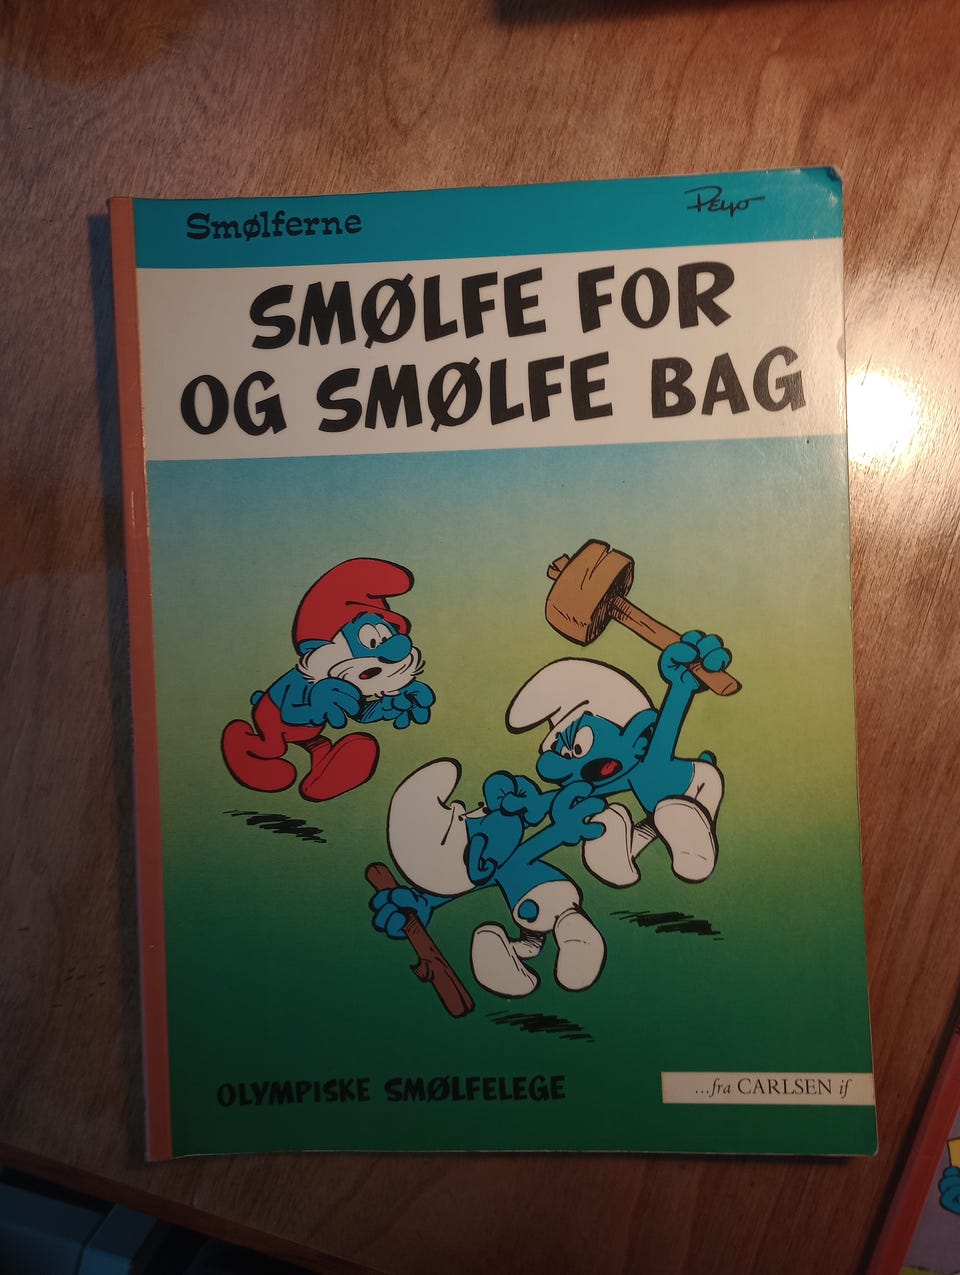 Smølferne
Peyo
SMØLFE FOR
OG SMØLFE BAG
OLYMPISKE SMØLFELEGE
...fra CARLSEN if